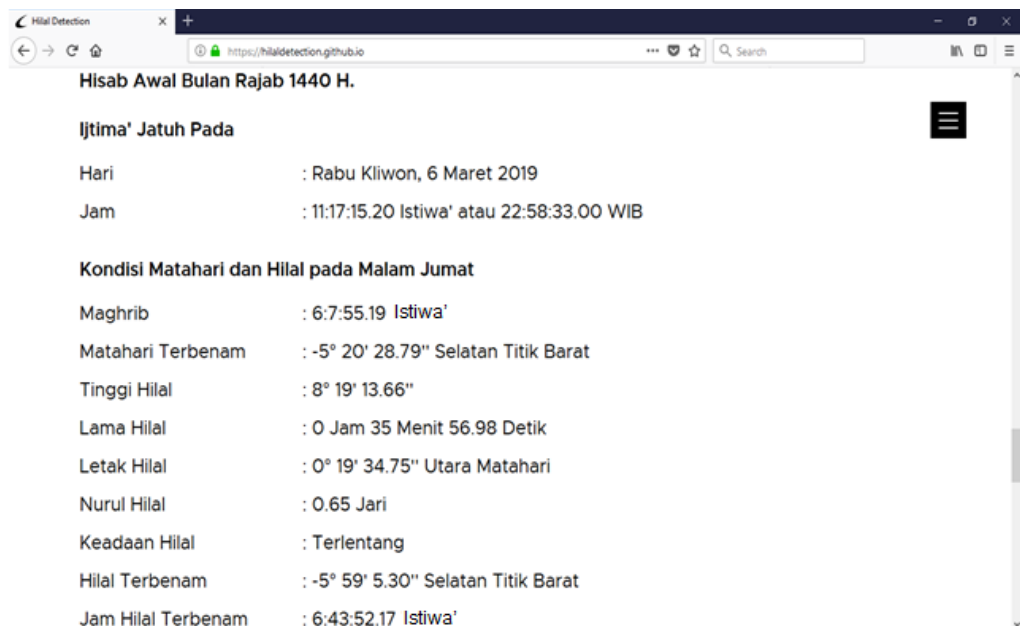 Hilal Detection
https://hilaldetection.github.io
Search
Hisab Awal Bulan Rajab 1440 H.
Ijtima' Jatuh Pada
Hari : Rabu Kliwon, 6 Maret 2019
Jam : 11:17:15.20 Istiwa' atau 22:58:33.00 WIB
Kondisi Matahari dan Hilal pada Malam Jumat
Maghrib : 6:7:55.19 Istiwa’
Matahari Terbenam : -5° 20' 28.79" Selatan Titik Barat
Tinggi Hilal : 8° 19' 13.66"
Lama Hilal : 0 Jam 35 Menit 56.98 Detik
Letak Hilal : 0° 19' 34.75" Utara Matahari
Nurul Hilal : 0.65 Jari
Keadaan Hilal : Terlentang
Hilal Terbenam : -5° 59' 5.30" Selatan Titik Barat
Jam Hilal Terbenam : 6:43:52.17 Istiwa’